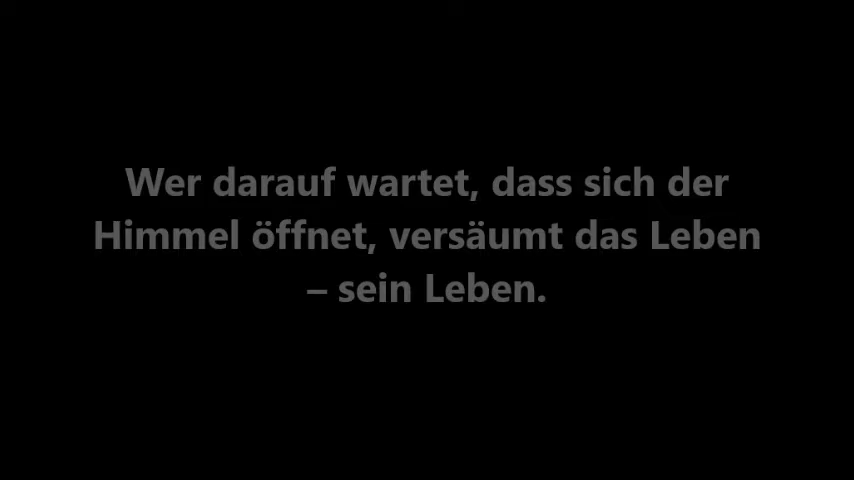 Wer darauf wartet, dass sich der
Himmel öffnet, versäumt das Leben
– sein Leben.